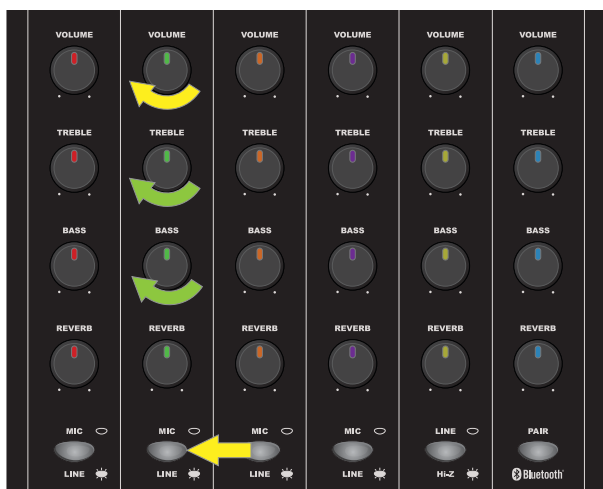 VOLUME VOLUME VOLUME VOLUME VOLUME VOLUME
TREBLE TREBLE TREBLE TREBLE TREBLE TREBLE
BASS BASS BASS BASS BASS BASS
REVERB REVERB REVERB REVERB REVERB REVERB
MIC MIC MIC MIC LINE PAIR
LINE LINE LINE LINE Hi-Z Bluetooth